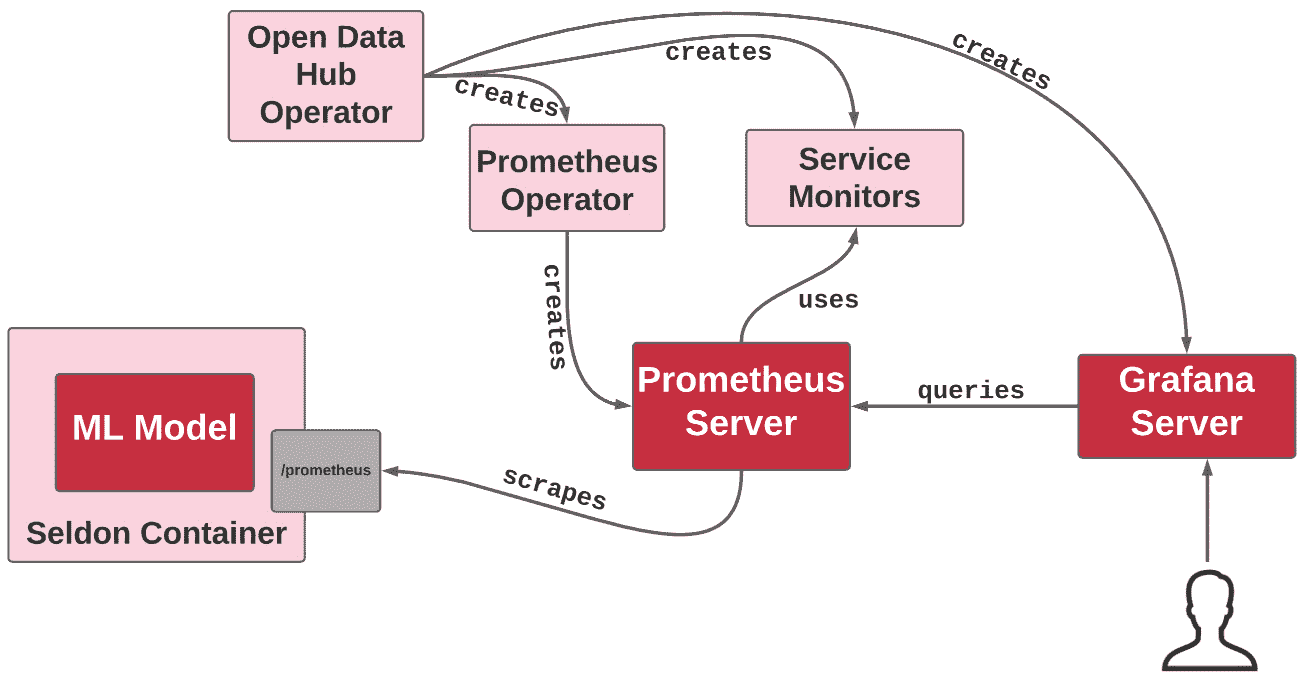 Open Data
Hub
Operator
creates
creates
creates
Prometheus
Operator
Service
Monitors
creates
uses
Prometheus
Server
queries
Grafana
Server
ML Model
/prometheus
scrapes
Seldon Container